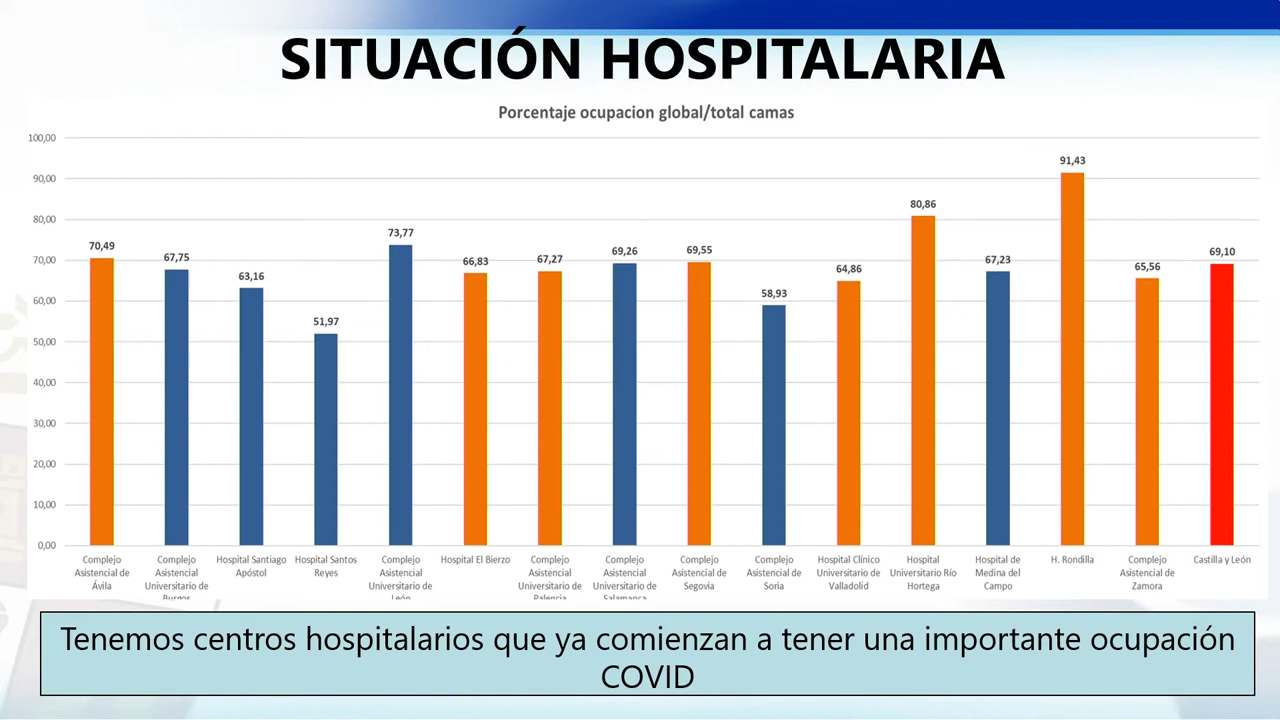 SITUACIÓN HOSPITALARIA
Porcentaje ocupacion global/total camas
100,00
90,00
80,00
70,00
60,00
50,00
40,00
30,00
20,00
10,00
0,00
70,49
67,75
63,16
51,97
73,77
66,83
67,27
69,26
69,55
58,93
64,86
80,86
67,23
91,43
65,56
69,10
Complejo
Asistencial de
Ávila
Complejo
Asistencial
Universitario de
Burgos
Hospital Santiago
Apóstol
Hospital Santos
Reyes
Complejo
Asistencial
Universitario de
León
Hospital El Bierzo
Complejo
Asistencial
Universitario de
Palencia
Complejo
Asistencial
Universitario de
Salamanca
Complejo
Asistencial de
Segovia
Complejo
Asistencial de
Soria
Hospital Clínico
Universitario de
Valladolid
Hospital
Universitario Río
Hortega
Hospital de
Medina del
Campo
H. Rondilla
Complejo
Asistencial de
Zamora
Castilla y León
Tenemos centros hospitalarios que ya comienzan a tener una importante ocupación
COVID